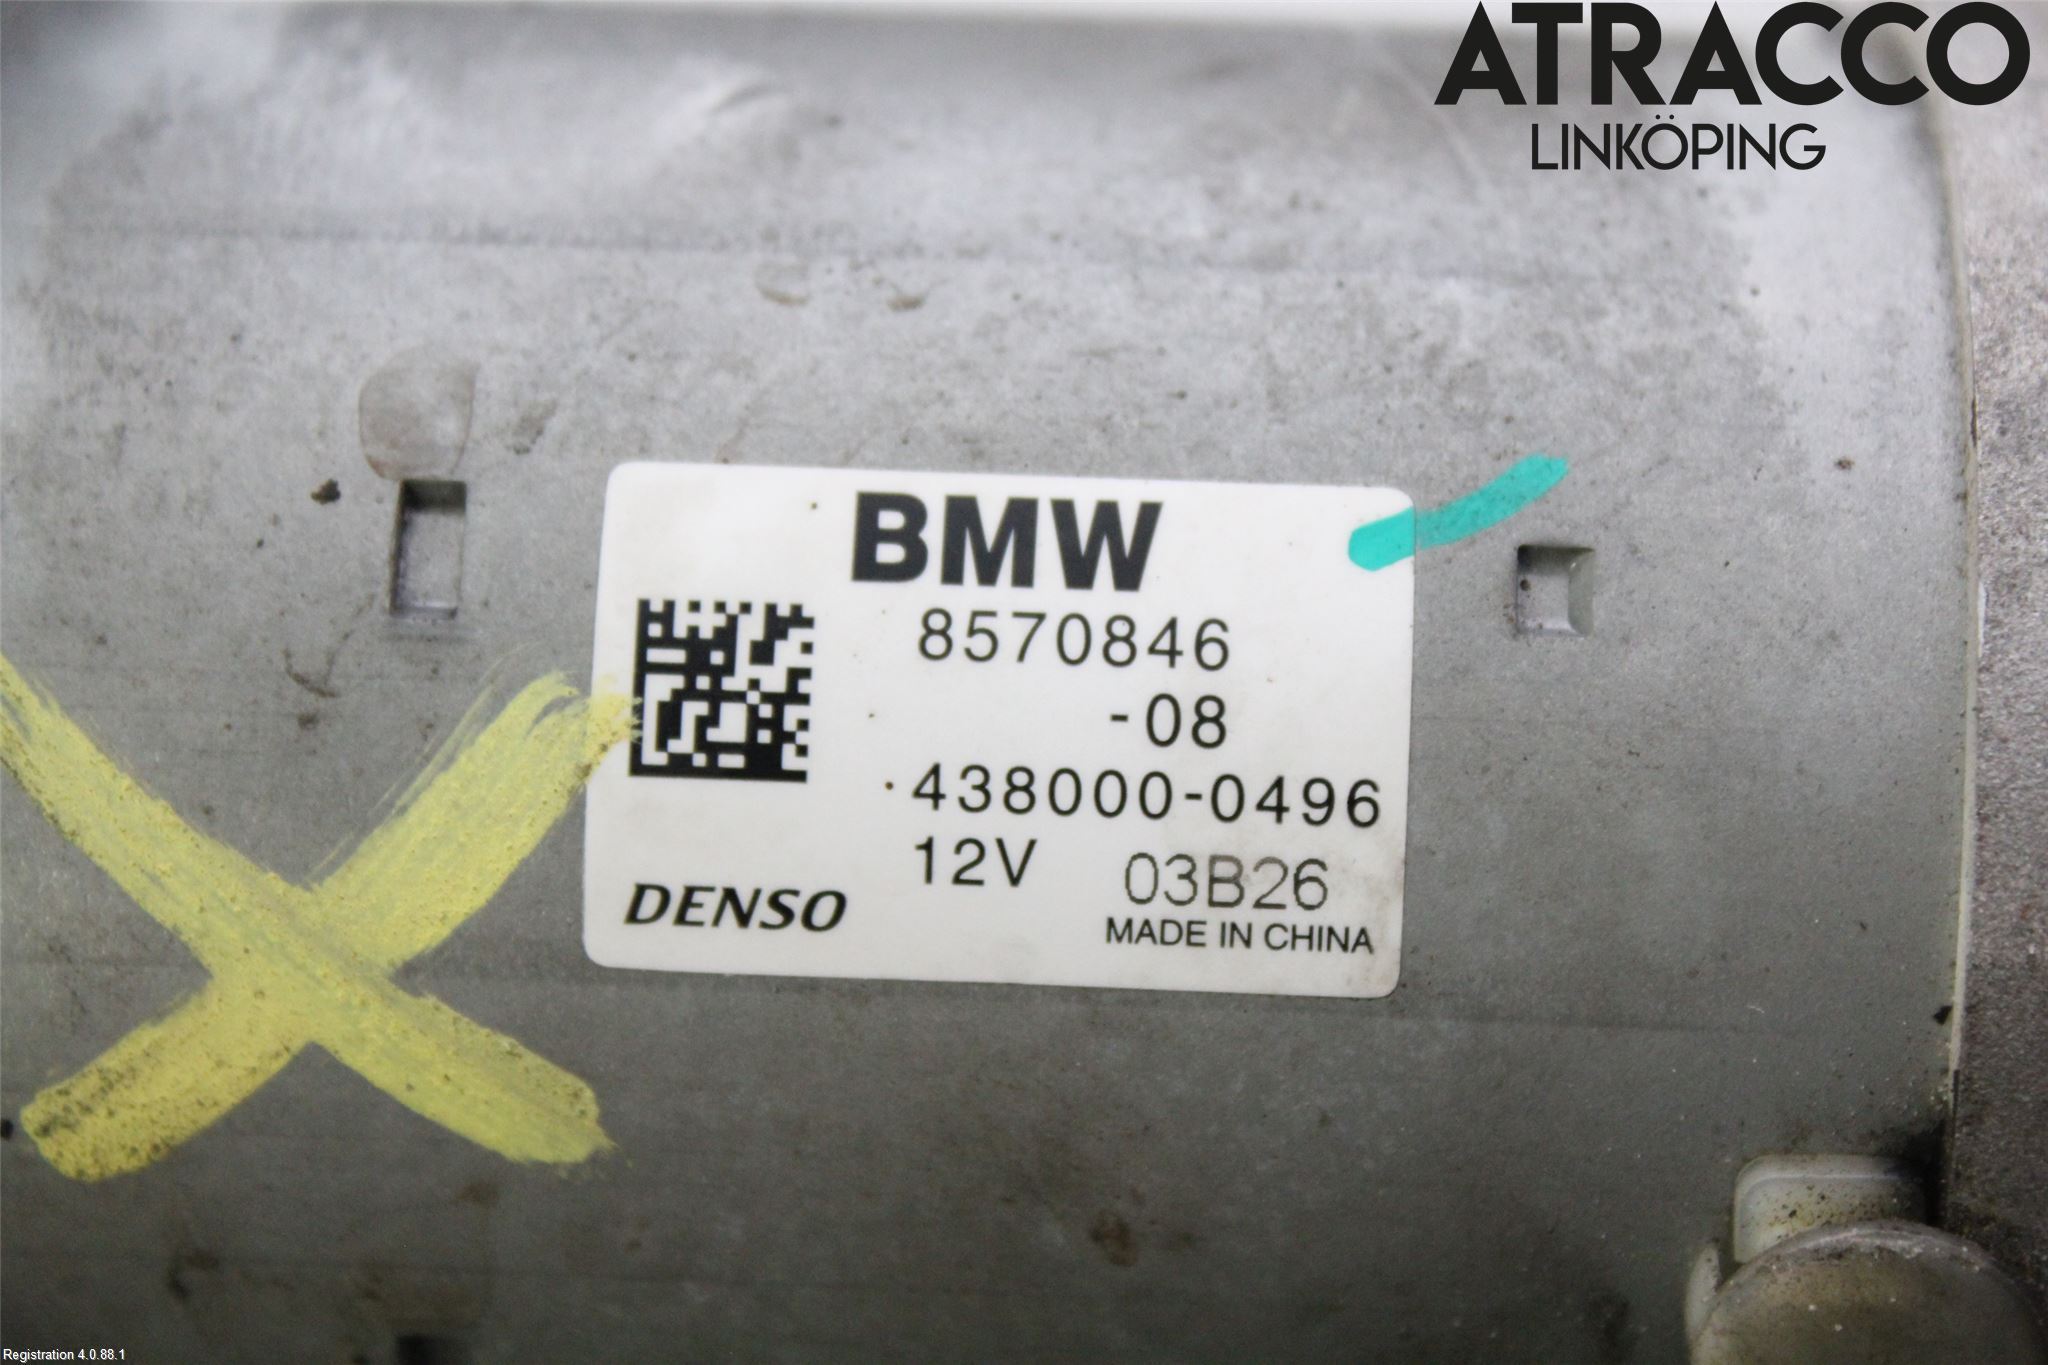 ATRACCO
LINKÖPING
BMW
8570846
-08
438000-0496
12V 03B26
DENSO
MADE IN CHINA
Registration 4.0.88.1